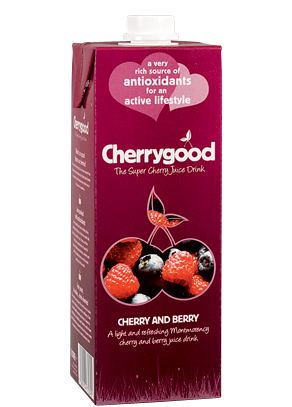 a very
rich source of
antioxidants
for an
active lifestyle
Cherrygood
The Super Cherry Juice Drink
CHERRY AND BERRY
A light and refreshing Montmorency
cherry and berry juice drink